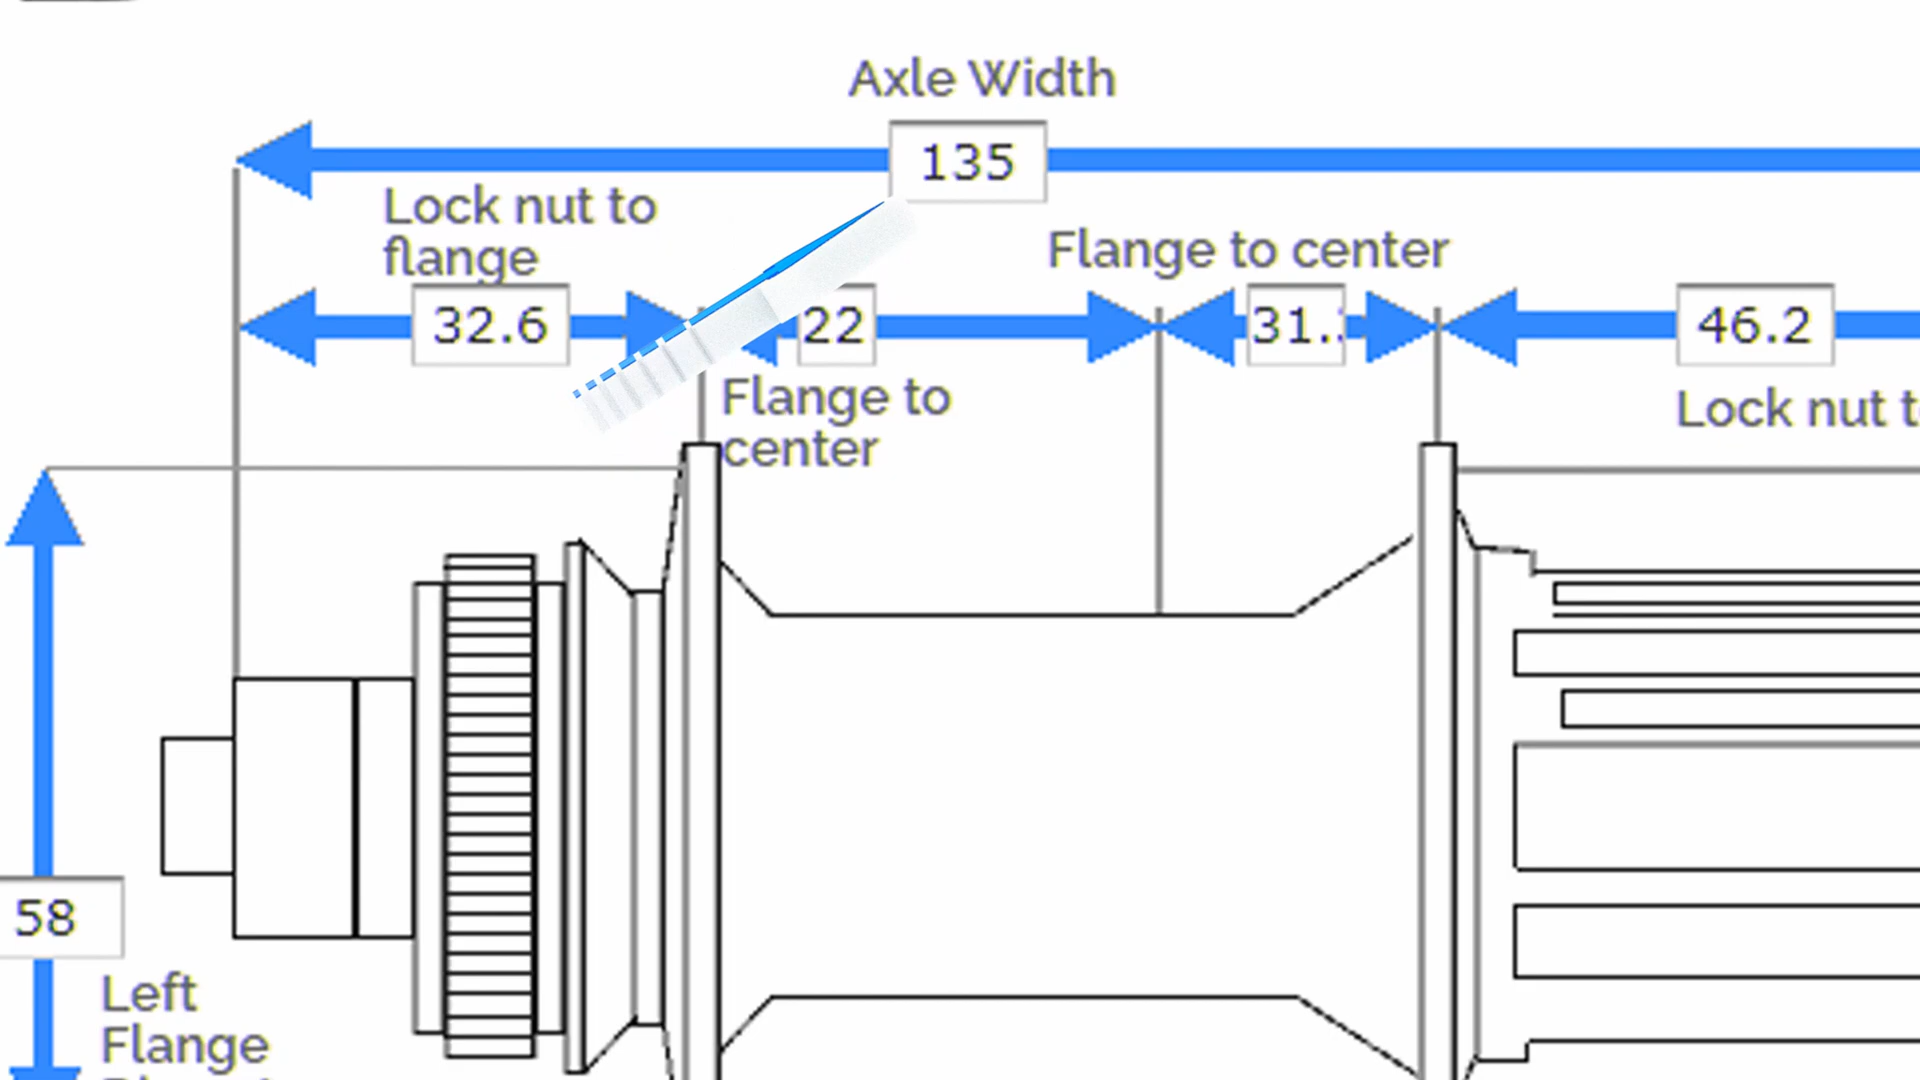 Axle Width
135
Lock nut to
flange
Flange to center
32.6
22
31.
46.2
Flange to
center
Lock nut
58
Left
Flange